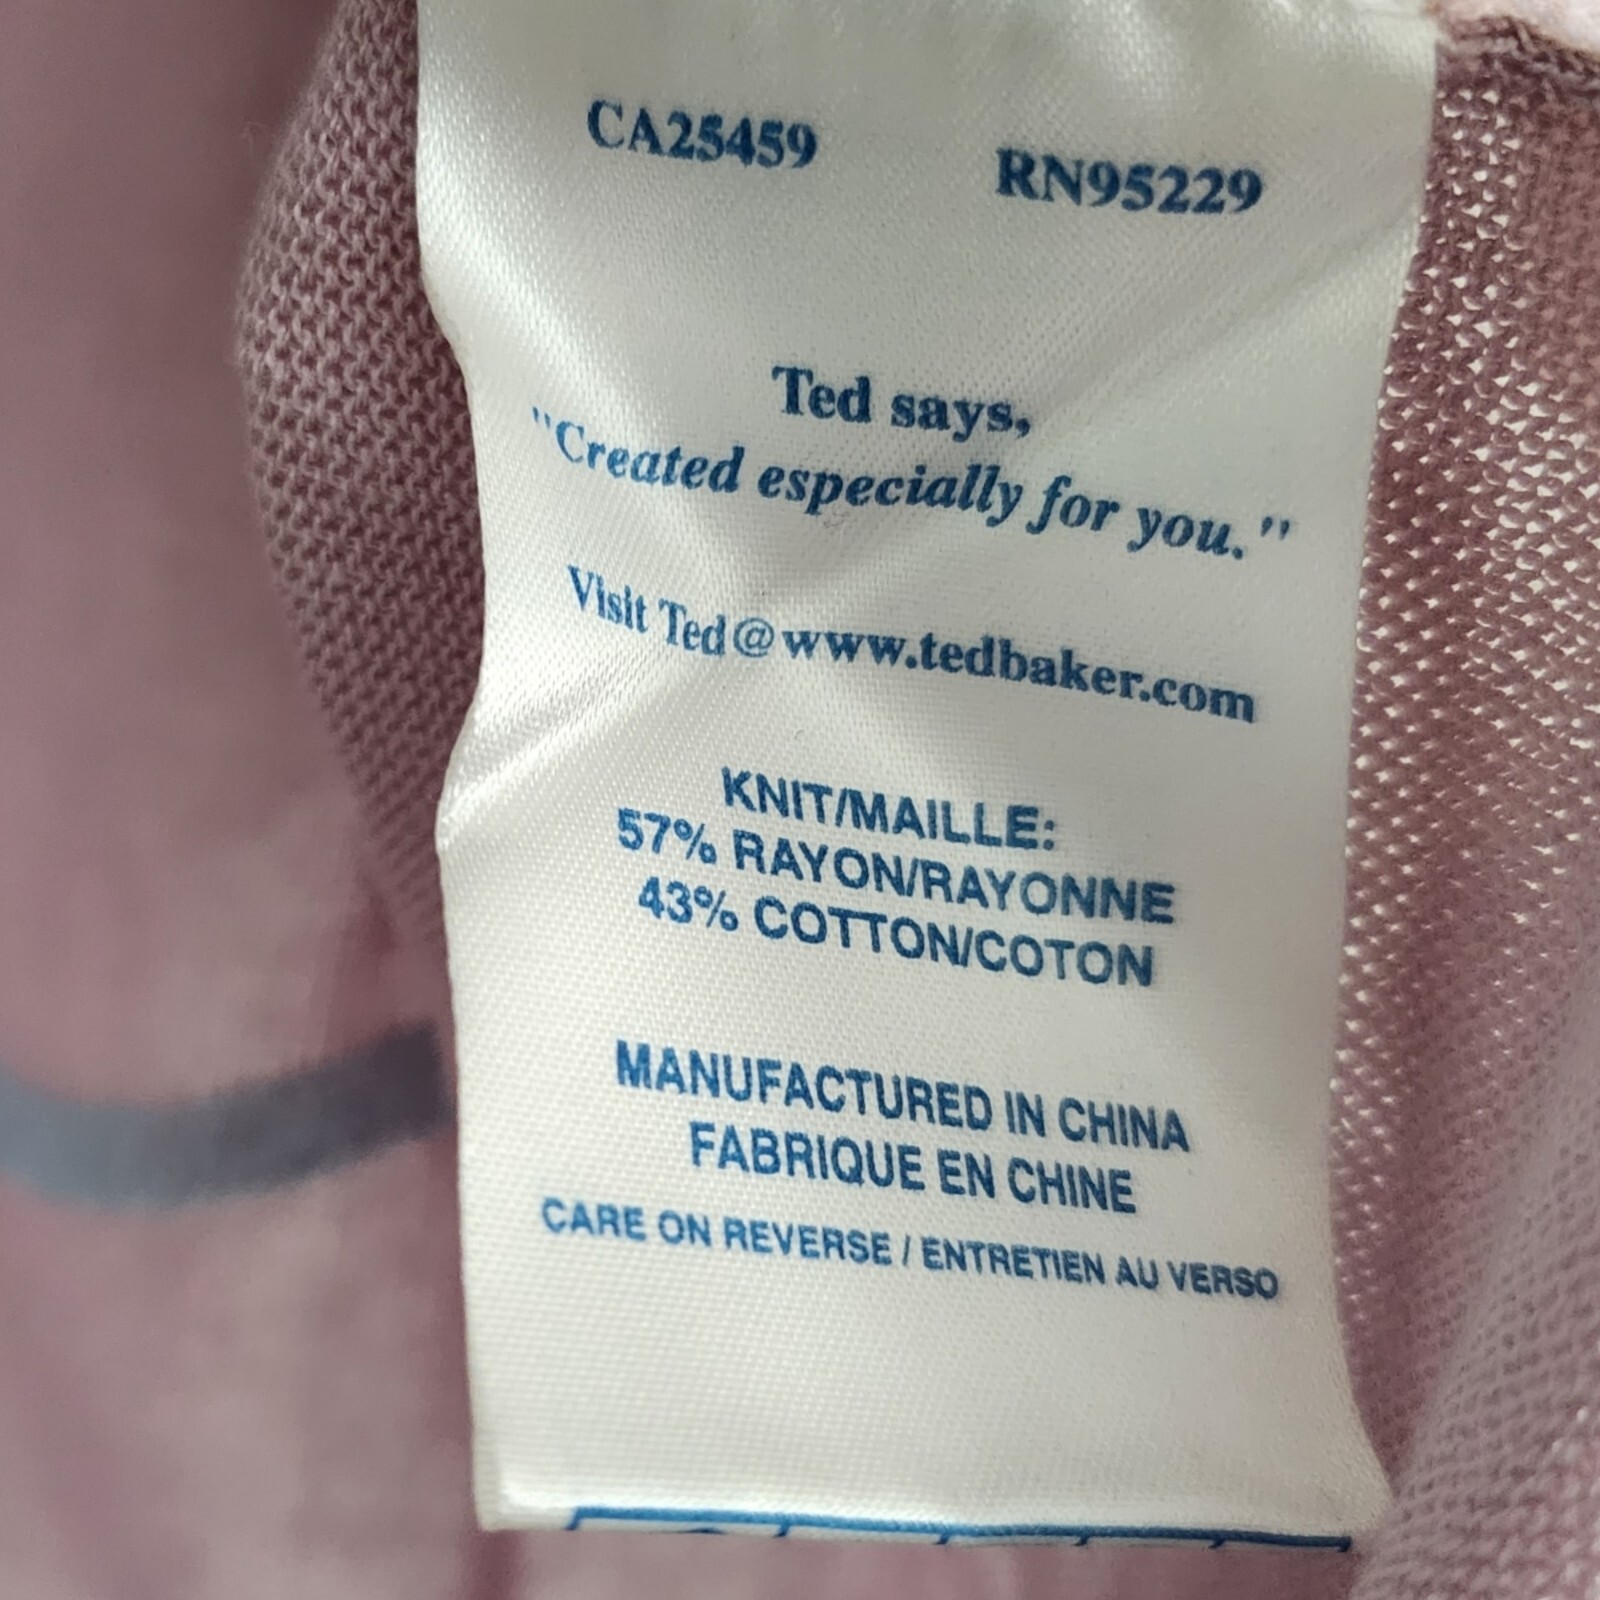 CA25459 RN95229
Ted says,
"Created especially for you."
Visit Ted@www.tedbaker.com
KNIT/MAILLE:
57% RAYON/RAYONNE
43% COTTON/COTON
MANUFACTURED IN CHINA
FABRIQUE EN CHINE
CARE ON REVERSE / ENTRETIEN AU VERSO